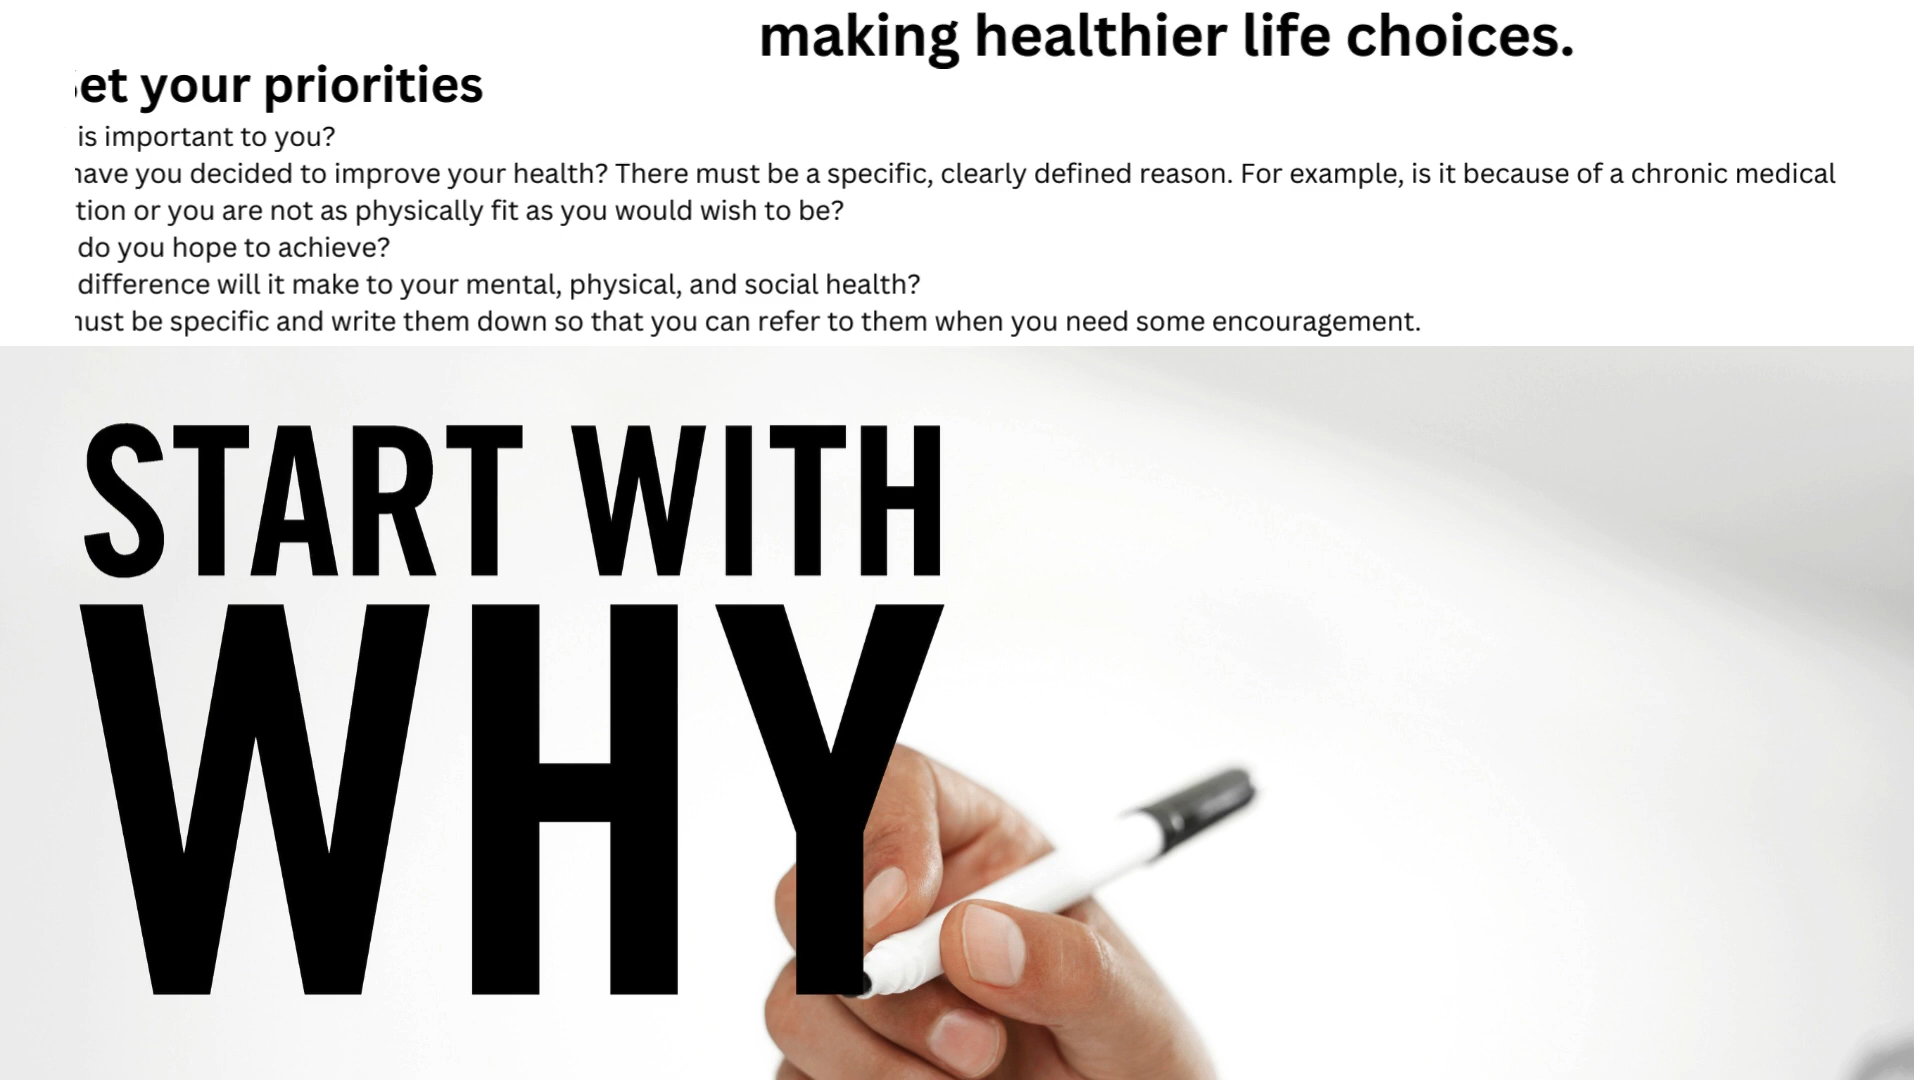 making healthier life choices.
et your priorities
is important to you?
have you decided to improve your health? There must be a specific, clearly defined reason. For example, is it because of a chronic medical
tion or you are not as physically fit as you would wish to be?
do you hope to achieve?
difference will it make to your mental, physical, and social health?
must be specific and write them down so that you can refer to them when you need some encouragement.
START WITH
WHY